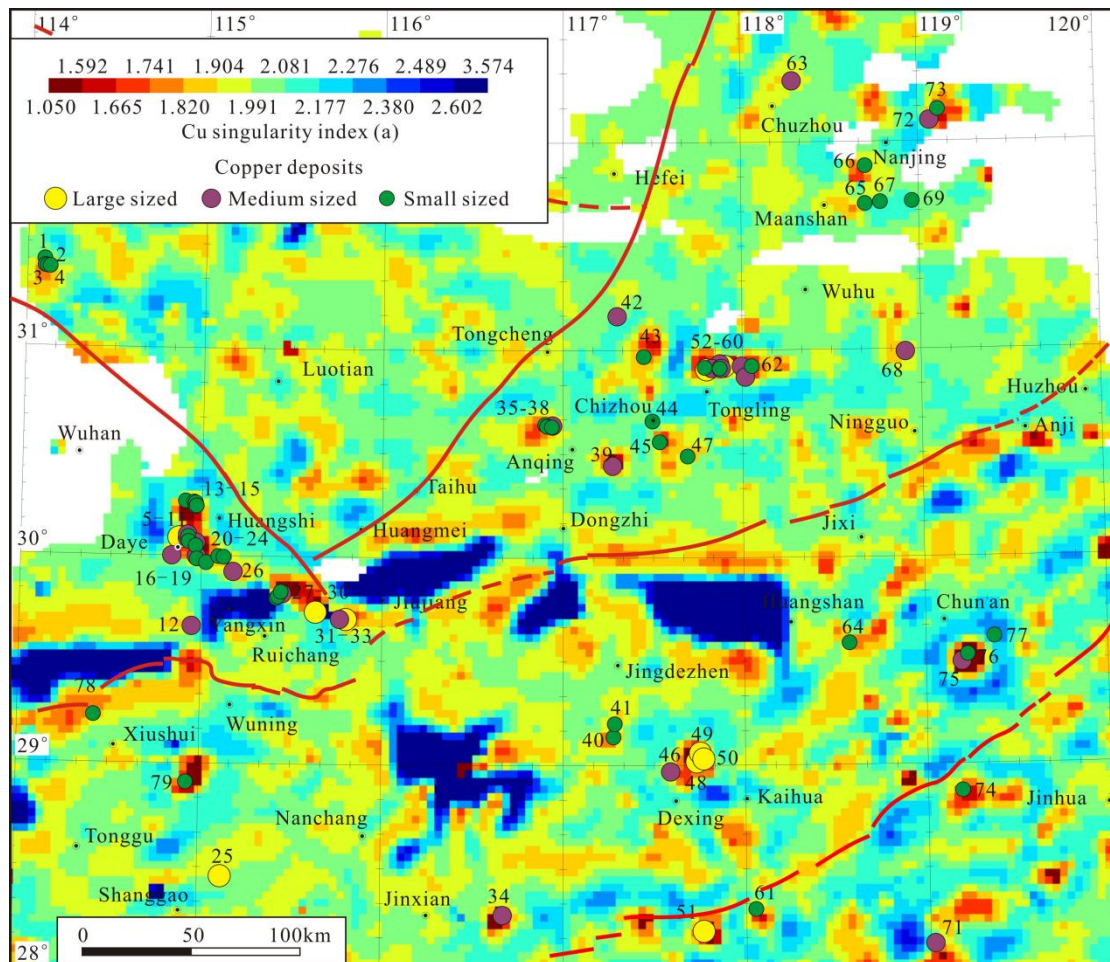 114° 115° 116° 117° 118° 119° 120°
1.592 1.741 1.904 2.081 2.276 2.489 3.574
1.050 1.665 1.820 1.991 2.177 2.380 2.602
Cu singularity index (a)
Copper deposits
Large sized Medium sized Small sized
63
73
Chuzhou
72
66 Nanjing
Hefei
65 67 69
Maanshan
1
2
3 4
Wuhu
42
31°
Tongcheng
43 52-60
62 68
Luotian
Huzhou
35-38 Chizhou 44 Tongling
Ningguo Anji
Wuhan
45 47
Anqing 39
13-15
Taihu
Huangshi Dongzhi Jixi
30° Daye 20-24 Huangmei
16-19 26
27-30 Jiujiang Huangshan Chun'an
12 Yangxin 31-33 64 77
Ruichang
75
Jingdezhen
78
Wuning 41
Xiushui 40 49
29° 46 50
79 48
Kaihua 74 Jinhua
Nanchang Dexing
Tonggu
25
Shanggao Jinxian 34 61
51
71
0 50 100km
28°